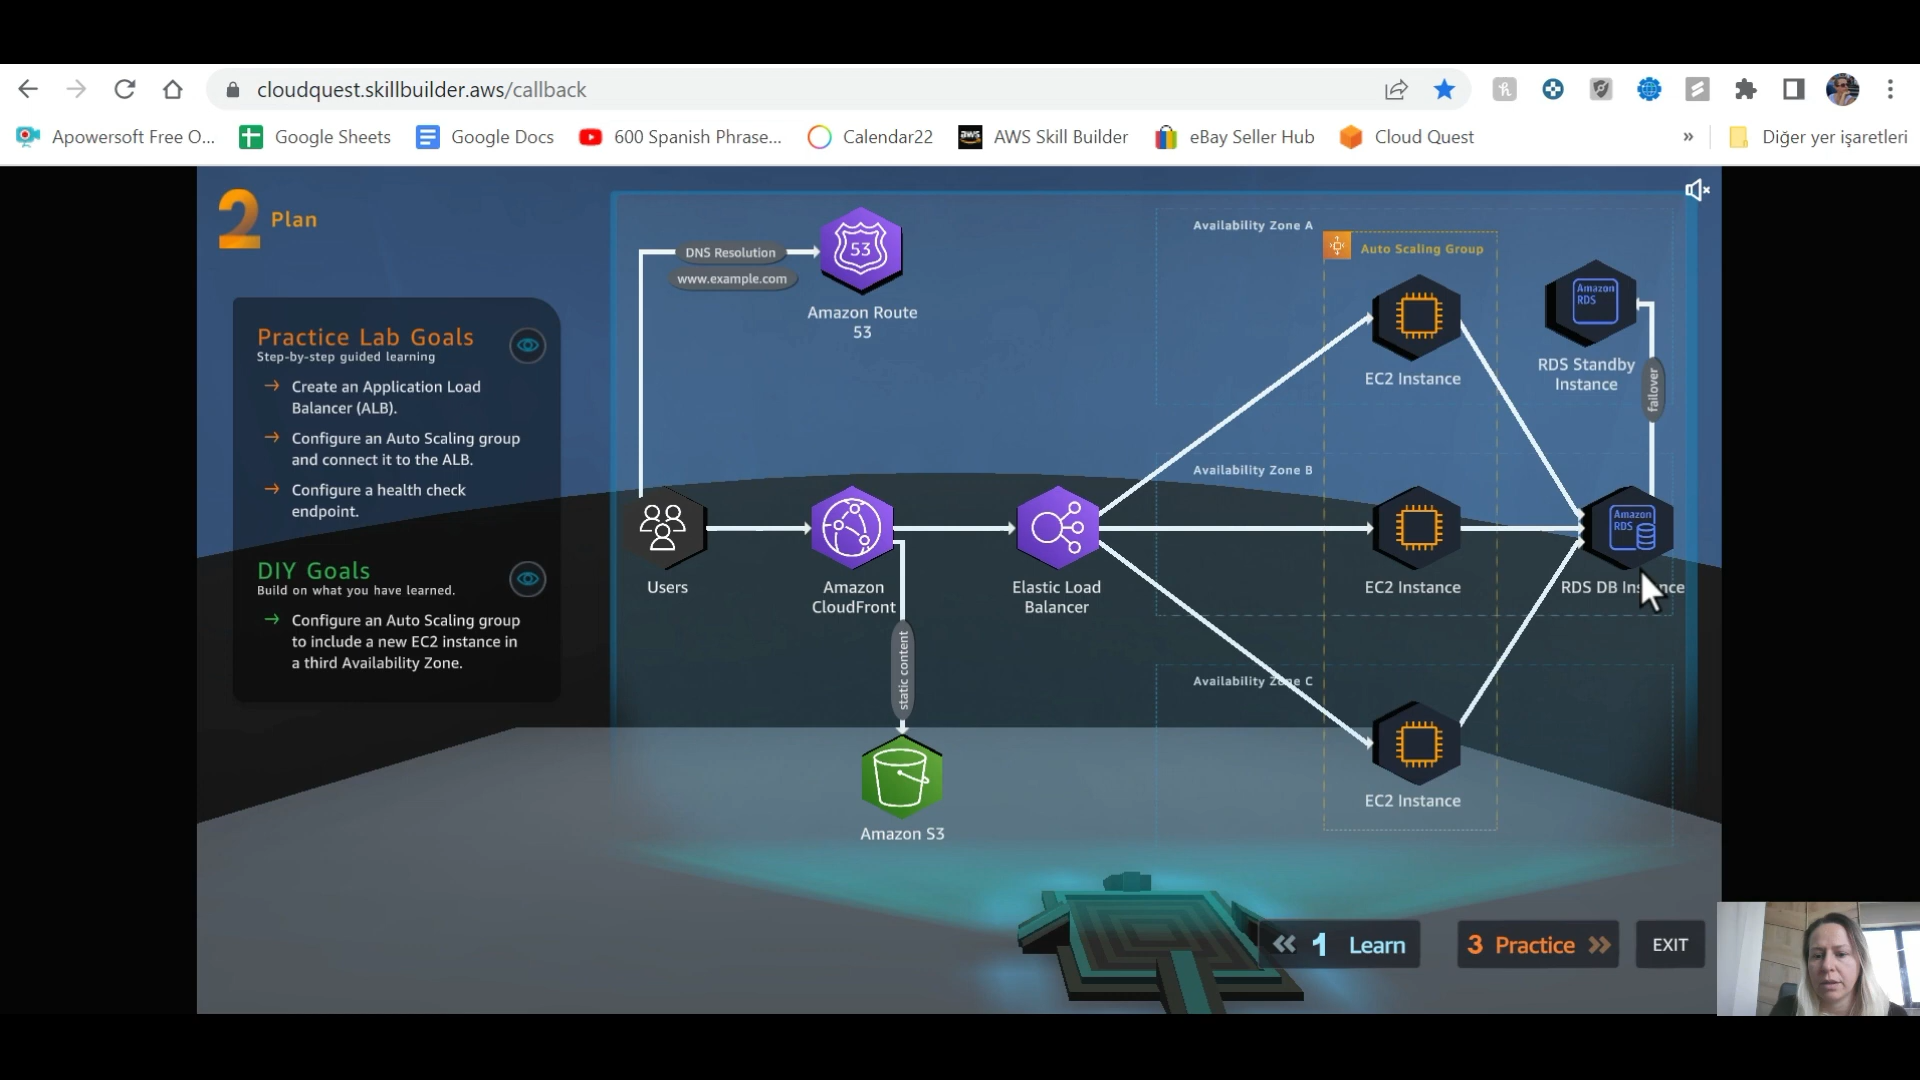 cloudquest.skillbuilder.aws/callback
Apowersoft Free O...
Google Sheets
Google Docs
600 Spanish Phrase...
Calendar22
aws
AWS Skill Builder
eBay Seller Hub
Cloud Quest
»
Diğer yer işaretleri
2 Plan
Practice Lab Goals
Step-by-step guided learning
→ Create an Application Load
Balancer (ALB).
→ Configure an Auto Scaling group
and connect it to the ALB.
→ Configure a health check
endpoint.
DIY Goals
Build on what you have learned.
→ Configure an Auto Scaling group
to include a new EC2 instance in
a third Availability Zone.
DNS Resolution
www.example.com
53
Amazon Route
53
Users
Amazon
CloudFront
static content
Amazon S3
Elastic Load
Balancer
Availability Zone A
Auto Scaling Group
EC2 Instance
Amazon
RDS
RDS Standby
Instance
failover
Availability Zone B
EC2 Instance
Amazon
RDS
RDS DB Instance
Availability Zone C
EC2 Instance
« 1 Learn
3 Practice »
EXIT